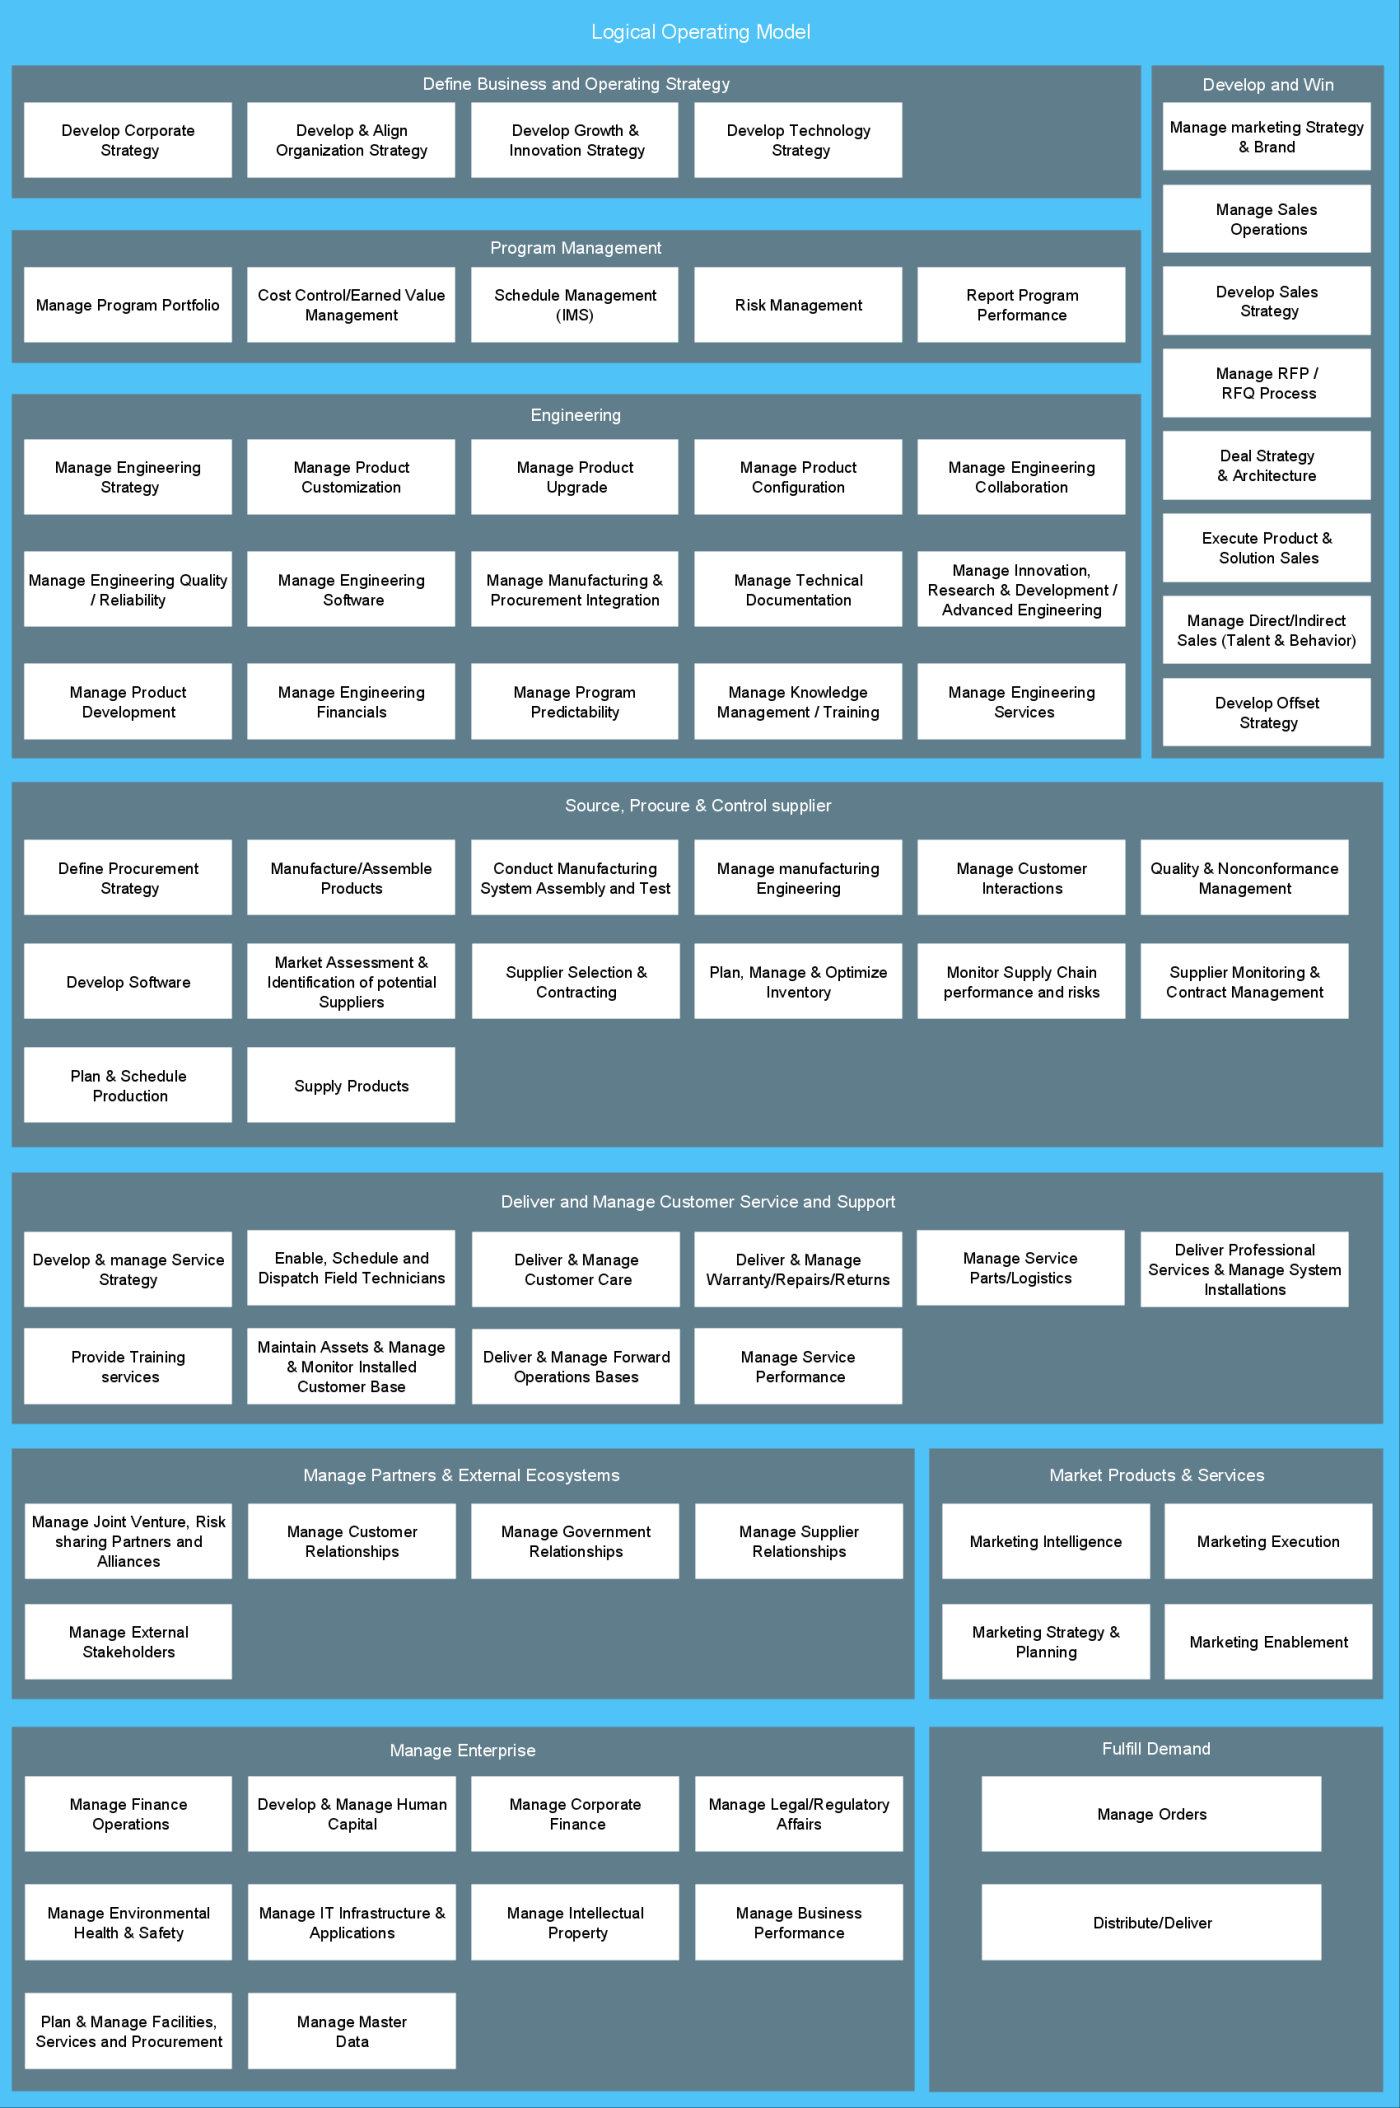 Logical Operating Model
Define Business and Operating Strategy
Develop Corporate
Strategy
Develop & Align
Organization Strategy
Develop Growth &
Innovation Strategy
Develop Technology
Strategy
Develop and Win
Manage marketing Strategy
& Brand
Manage Sales
Operations
Develop Sales
Strategy
Manage RFP /
RFQ Process
Deal Strategy
& Architecture
Execute Product &
Solution Sales
Manage Direct/Indirect
Sales (Talent & Behavior)
Develop Offset
Strategy
Program Management
Manage Program Portfolio
Cost Control/Earned Value
Management
Schedule Management
(IMS)
Risk Management
Report Program
Performance
Engineering
Manage Engineering
Strategy
Manage Product
Customization
Manage Product
Upgrade
Manage Product
Configuration
Manage Engineering
Collaboration
Manage Engineering Quality
/ Reliability
Manage Engineering
Software
Manage Manufacturing &
Procurement Integration
Manage Technical
Documentation
Manage Innovation,
Research & Development /
Advanced Engineering
Manage Product
Development
Manage Engineering
Financials
Manage Program
Predictability
Manage Knowledge
Management / Training
Manage Engineering
Services
Source, Procure & Control supplier
Define Procurement
Strategy
Manufacture/Assemble
Products
Conduct Manufacturing
System Assembly and Test
Manage manufacturing
Engineering
Manage Customer
Interactions
Quality & Nonconformance
Management
Develop Software
Market Assessment &
Identification of potential
Suppliers
Supplier Selection &
Contracting
Plan, Manage & Optimize
Inventory
Monitor Supply Chain
performance and risks
Supplier Monitoring &
Contract Management
Plan & Schedule
Production
Supply Products
Deliver and Manage Customer Service and Support
Develop & manage Service
Strategy
Enable, Schedule and
Dispatch Field Technicians
Deliver & Manage
Customer Care
Deliver & Manage
Warranty/Repairs/Returns
Manage Service
Parts/Logistics
Deliver Professional
Services & Manage System
Installations
Provide Training
services
Maintain Assets & Manage
& Monitor Installed
Customer Base
Deliver & Manage Forward
Operations Bases
Manage Service
Performance
Manage Partners & External Ecosystems
Manage Joint Venture, Risk
sharing Partners and
Alliances
Manage Customer
Relationships
Manage Government
Relationships
Manage Supplier
Relationships
Manage External
Stakeholders
Market Products & Services
Marketing Intelligence
Marketing Execution
Marketing Strategy &
Planning
Marketing Enablement
Manage Enterprise
Manage Finance
Operations
Develop & Manage Human
Capital
Manage Corporate
Finance
Manage Legal/Regulatory
Affairs
Manage Environmental
Health & Safety
Manage IT Infrastructure &
Applications
Manage Intellectual
Property
Manage Business
Performance
Plan & Manage Facilities,
Services and Procurement
Manage Master
Data
Fulfill Demand
Manage Orders
Distribute/Deliver